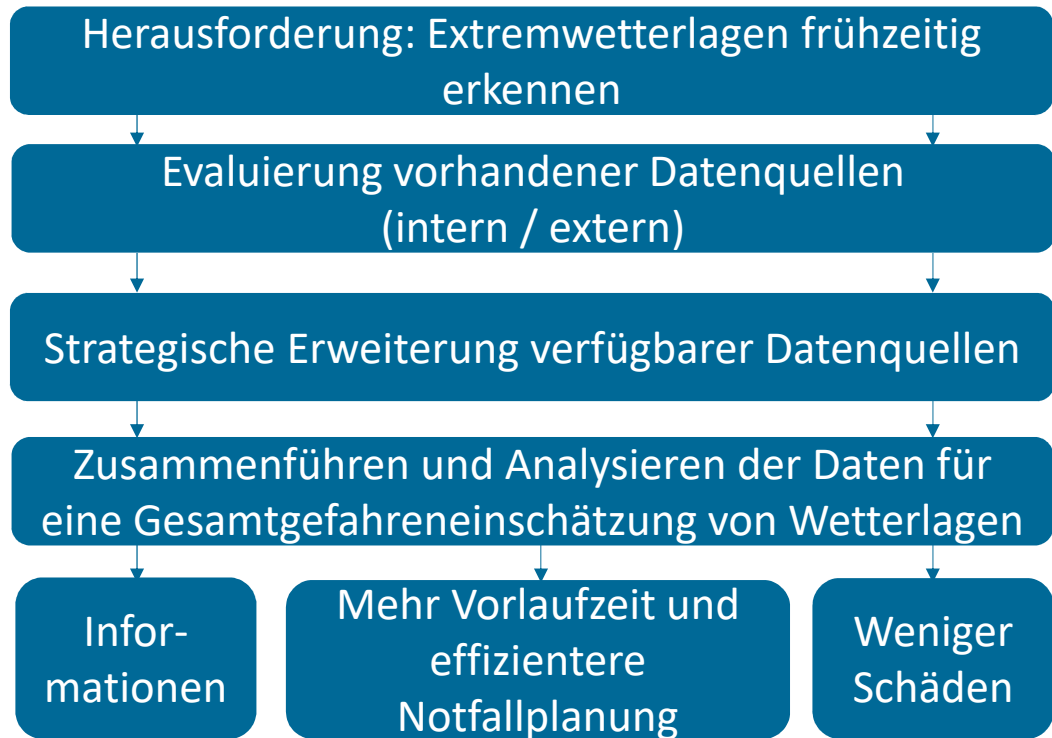 Herausforderung: Extremwetterlagen frühzeitig
erkennen
Evaluierung vorhandener Datenquellen
(intern / extern)
Strategische Erweiterung verfügbarer Datenquellen
Zusammenführen und Analysieren der Daten für
eine Gesamtgefahreneinschätzung von Wetterlagen
Infor-
mationen
Mehr Vorlaufzeit und
effizientere
Notfallplanung
Weniger
Schäden